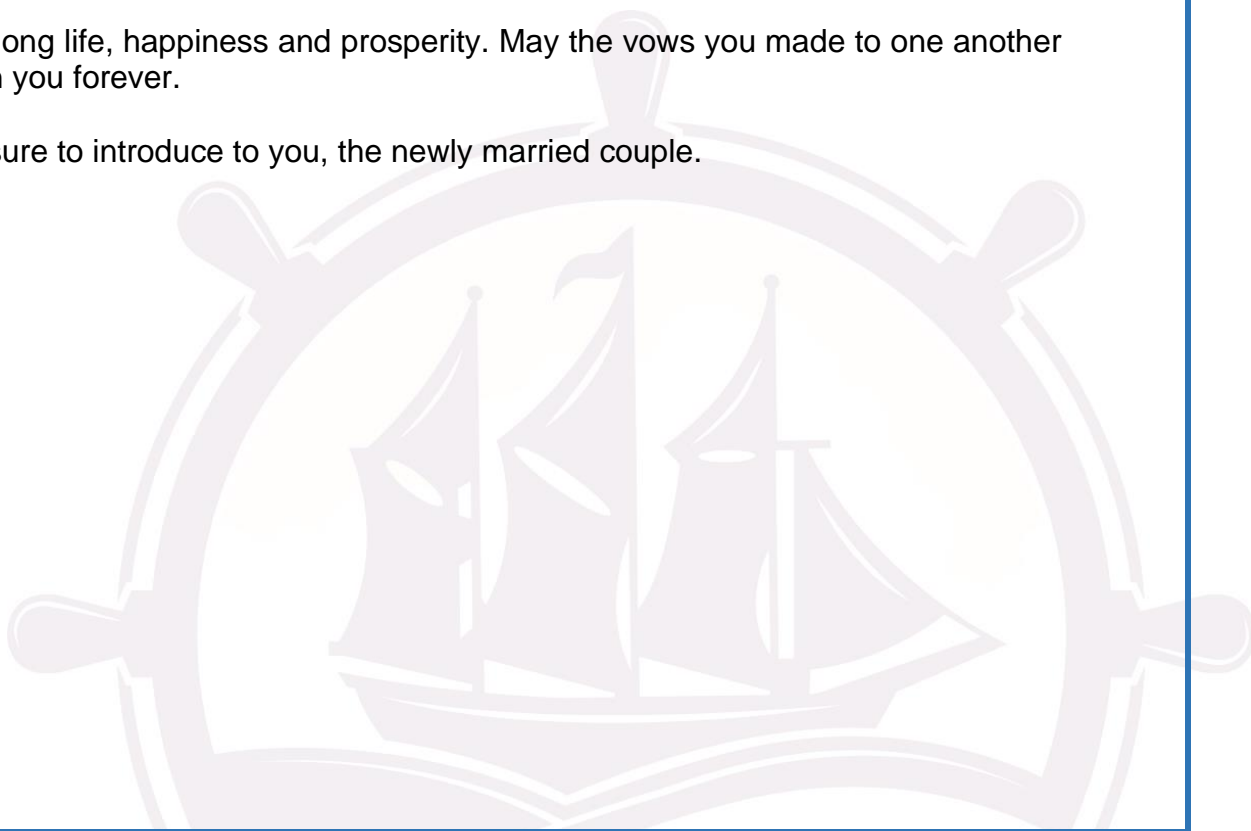 ong life, happiness and prosperity. May the vows you made to one another
you forever.
sure to introduce to you, the newly married couple.